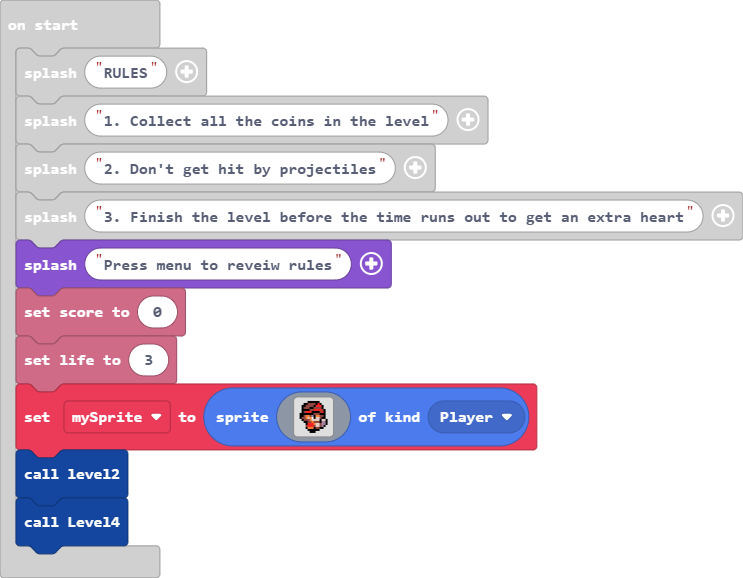 on start
splash "RULES"
splash "1. Collect all the coins in the level"
splash "2. Don't get hit by projectiles"
splash "3. Finish the level before the time runs out to get an extra heart"
splash "Press menu to reveiw rules"
set score to 0
set life to 3
set mySprite to sprite of kind Player
call level2
call Level4